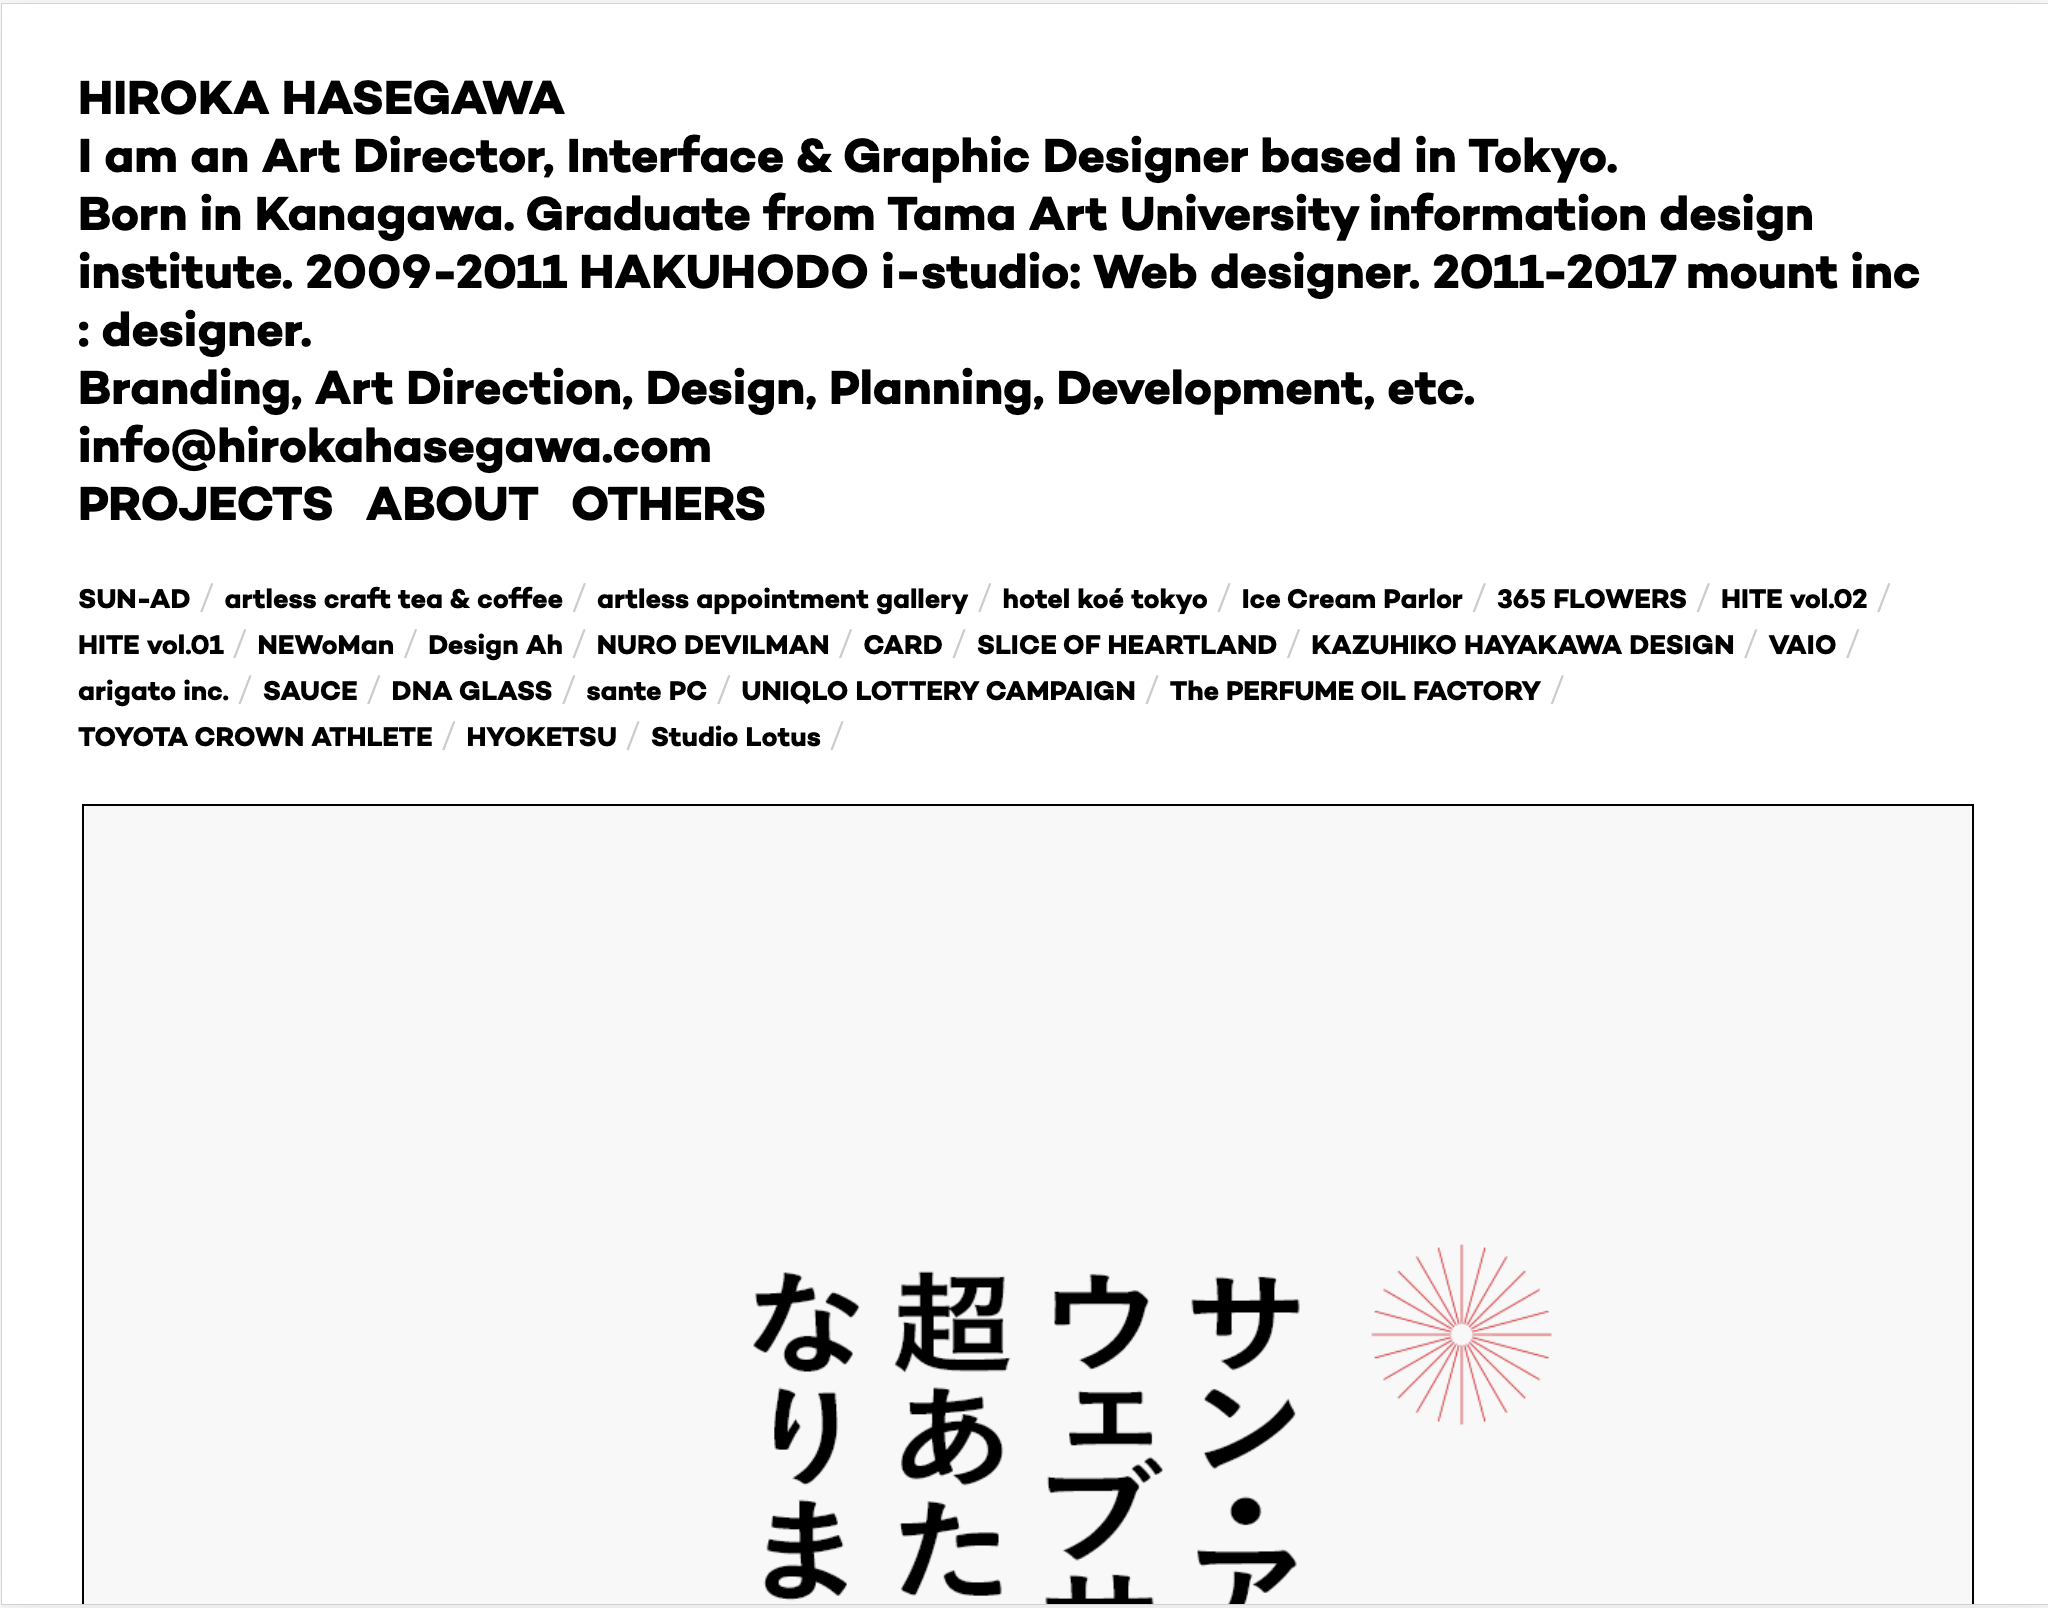 HIROKA HASEGAWA
I am an Art Director, Interface & Graphic Designer based in Tokyo.
Born in Kanagawa. Graduate from Tama Art University information design
institute. 2009-2011 HAKUHODO i-studio: Web designer. 2011-2017 mount inc
: designer.
Branding, Art Direction, Design, Planning, Development, etc.
info@hirokahasegawa.com
PROJECTS ABOUT OTHERS
SUN-AD / artless craft tea & coffee / artless appointment gallery / hotel koé tokyo / Ice Cream Parlor / 365 FLOWERS / HITE vol.02 /
HITE vol.01 / NEWoMan / Design Ah / NURO DEVILMAN / CARD / SLICE OF HEARTLAND / KAZUHIKO HAYAKAWA DESIGN / VAIO /
arigato inc. / SAUCE / DNA GLASS / sante PC / UNIQLO LOTTERY CAMPAIGN / The PERFUME OIL FACTORY /
TOYOTA CROWN ATHLETE / HYOKETSU / Studio Lotus /
サン・ア
ウェブサ
超あた
なりま